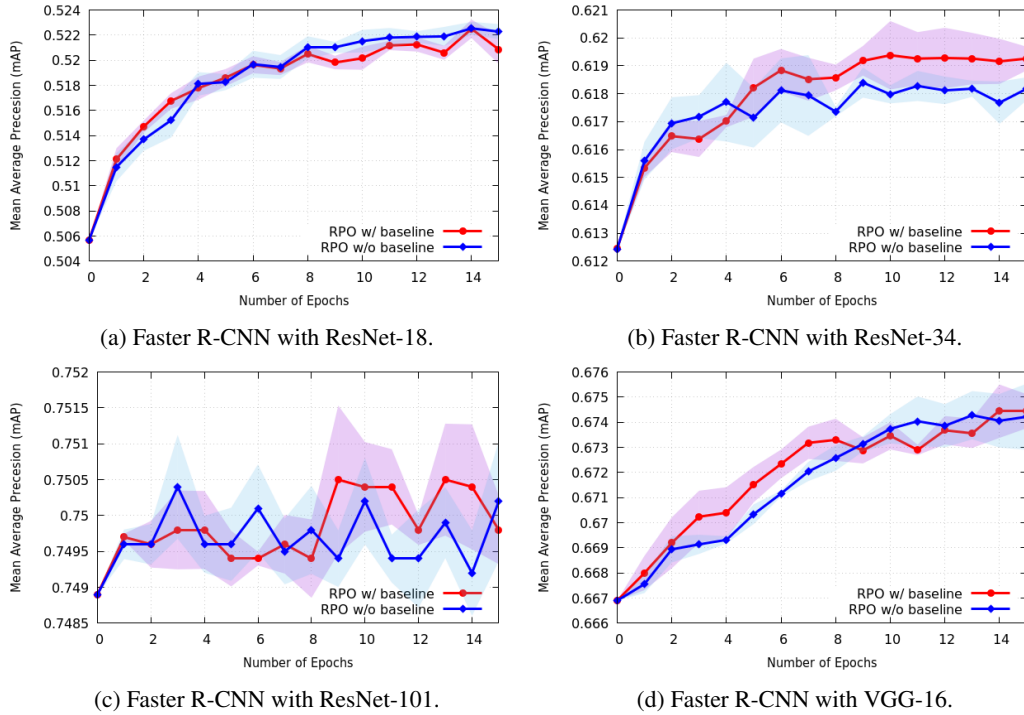 0.524
0.522
0.52
0.518
0.516
0.514
0.512
0.51
0.508
0.506
0.504
Mean Average Precesion (mAP)
RPO w/ baseline
RPO w/o baseline
0 2 4 6 8 10 12 14
Number of Epochs
(a) Faster R-CNN with ResNet-18.
0.621
0.62
0.619
0.618
0.617
0.616
0.615
0.614
0.613
0.612
Mean Average Precesion (mAP)
RPO w/ baseline
RPO w/o baseline
0 2 4 6 8 10 12 14
Number of Epochs
(b) Faster R-CNN with ResNet-34.
0.752
0.7515
0.751
0.7505
0.75
0.7495
0.749
0.7485
Mean Average Precesion (mAP)
RPO w/ baseline
RPO w/o baseline
0 2 4 6 8 10 12 14
Number of Epochs
(c) Faster R-CNN with ResNet-101.
0.676
0.675
0.674
0.673
0.672
0.671
0.67
0.669
0.668
0.667
0.666
Mean Average Precesion (mAP)
RPO w/ baseline
RPO w/o baseline
0 2 4 6 8 10 12 14
Number of Epochs
(d) Faster R-CNN with VGG-16.